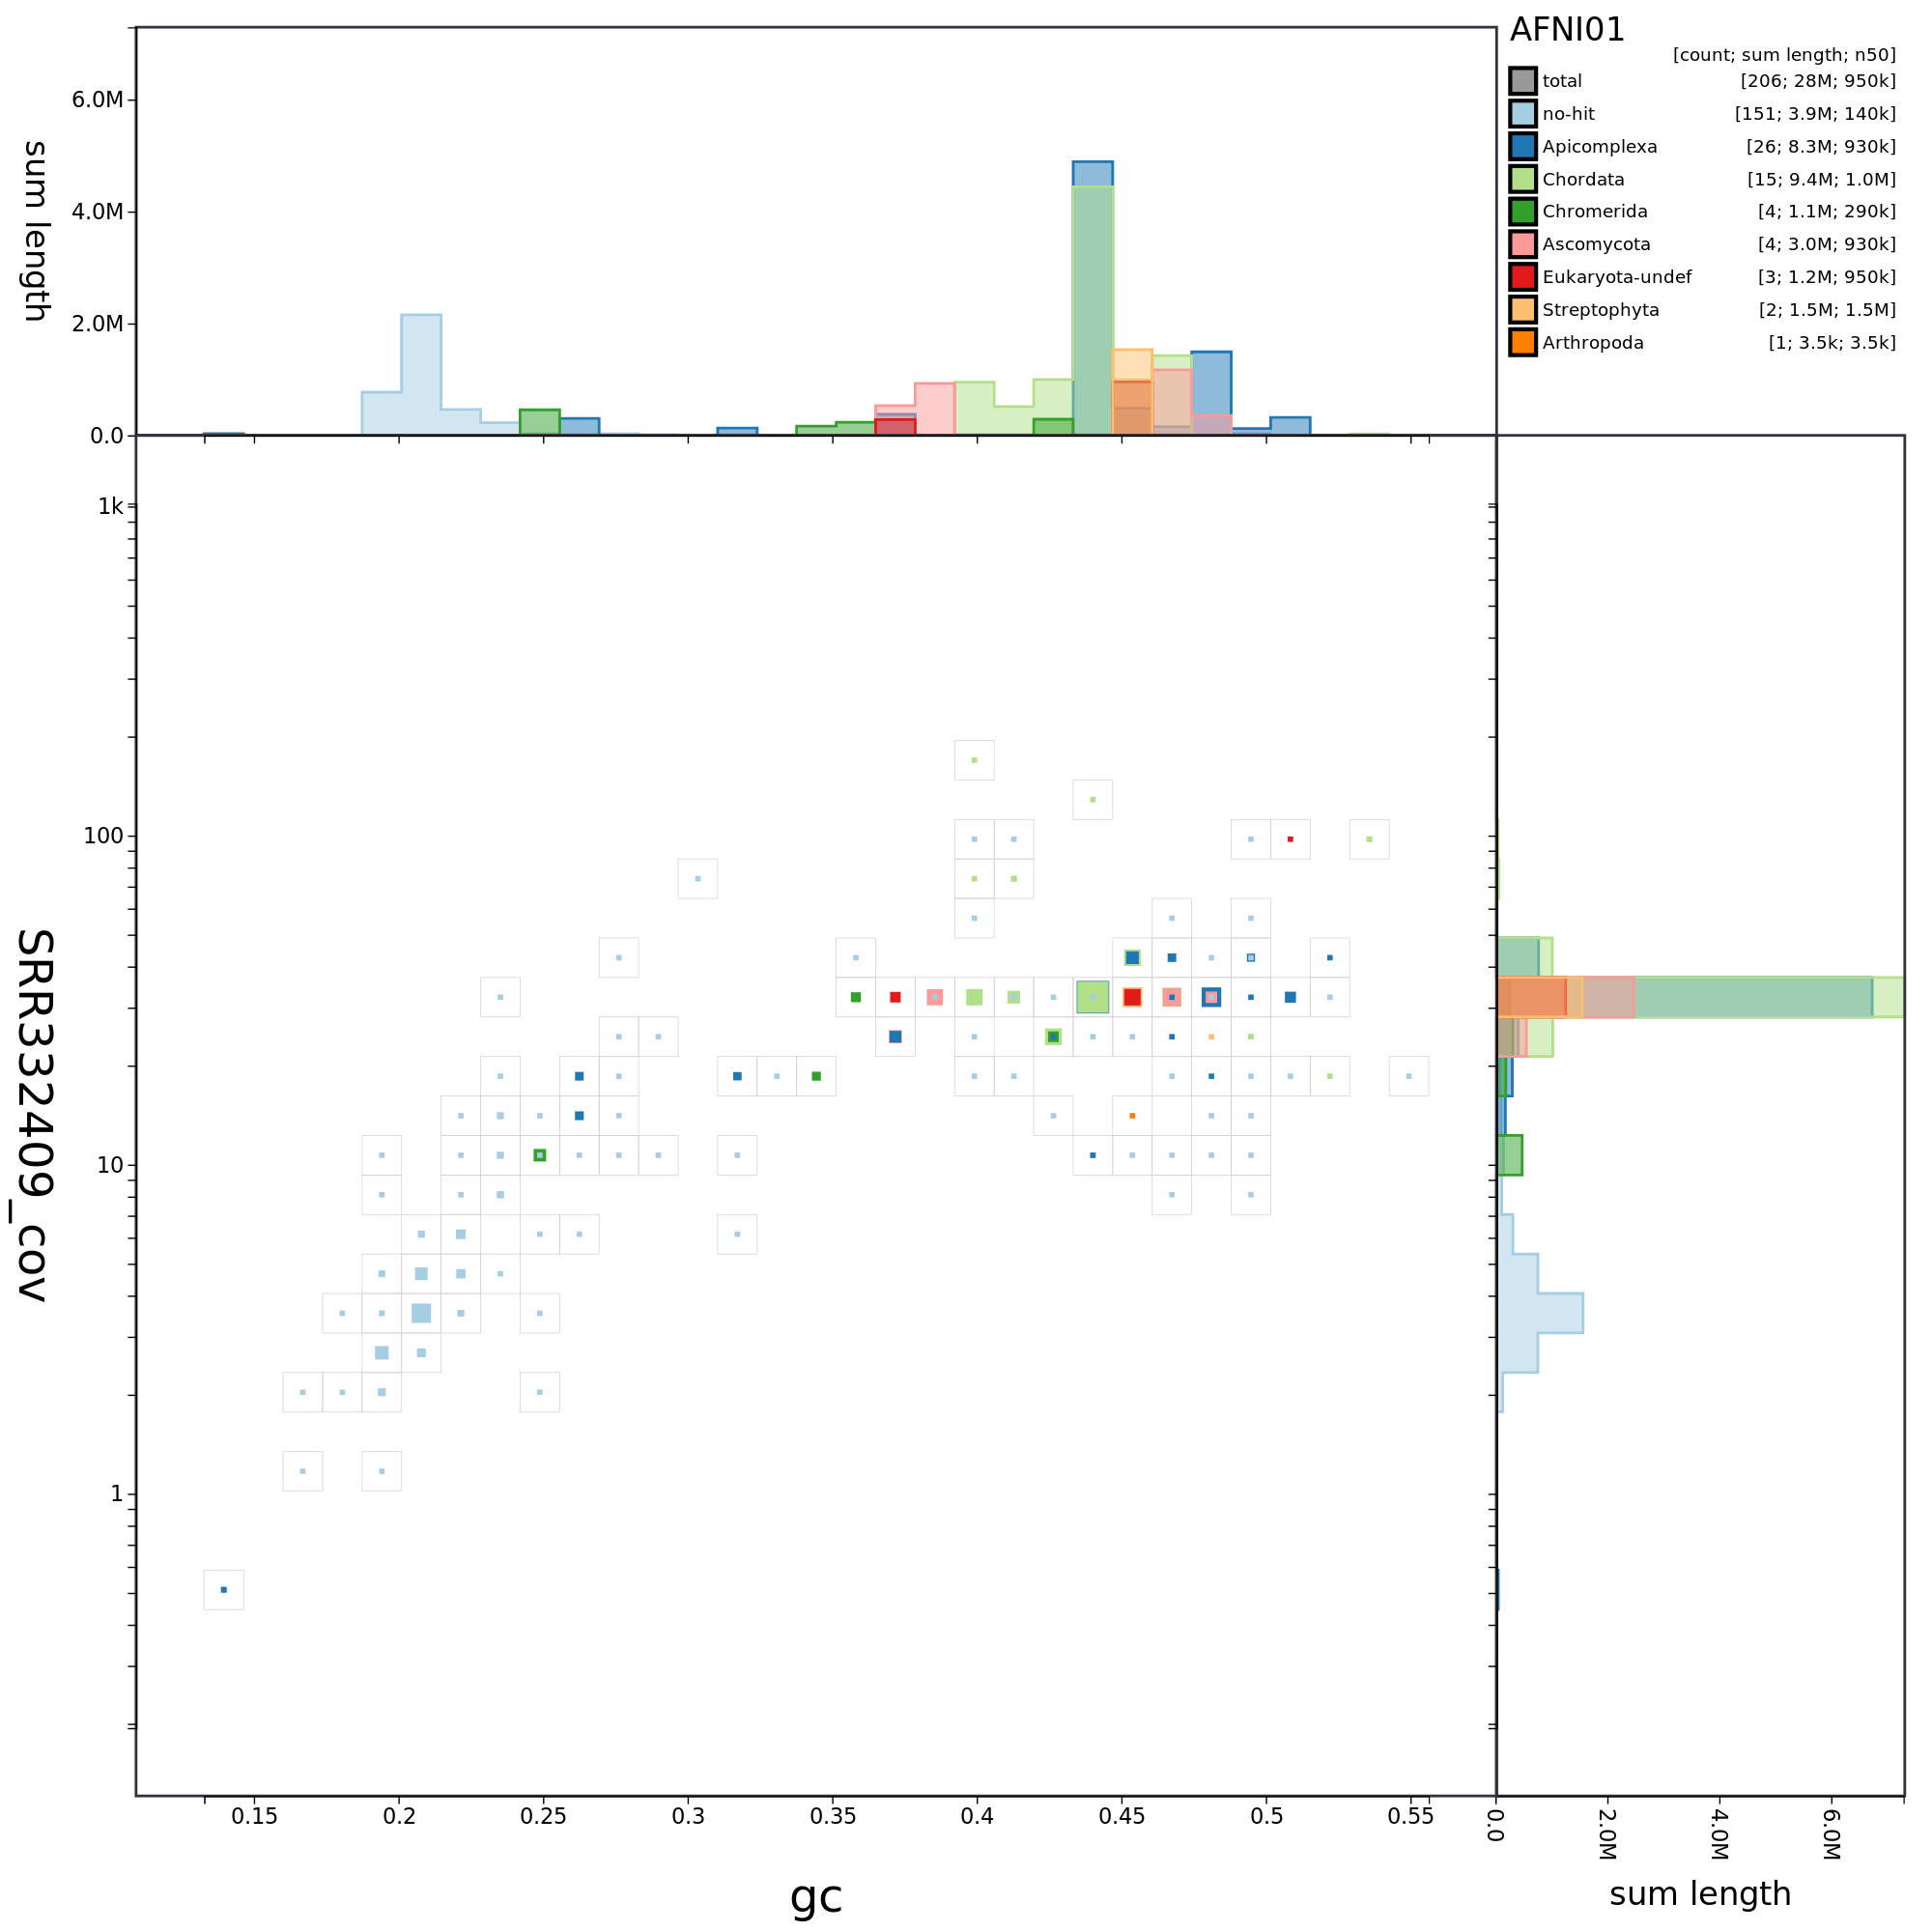 AFNI01
[count; sum length; n50]
total [206; 28M; 950k]
no-hit [151; 3.9M; 140k]
Apicomplexa [26; 8.3M; 930k]
Chordata [15; 9.4M; 1.0M]
Chromerida [4; 1.1M; 290k]
Ascomycota [4; 3.0M; 930k]
Eukaryota-undef [3; 1.2M; 950k]
Streptophyta [2; 1.5M; 1.5M]
Arthropoda [1; 3.5k; 3.5k]
sum length
6.0M
4.0M
2.0M
0.0
SRR332409_cov
1k
100
10
1
0.15 0.2 0.25 0.3 0.35 0.4 0.45 0.5 0.55
gc
0.0 2.0M 4.0M 6.0M
sum length